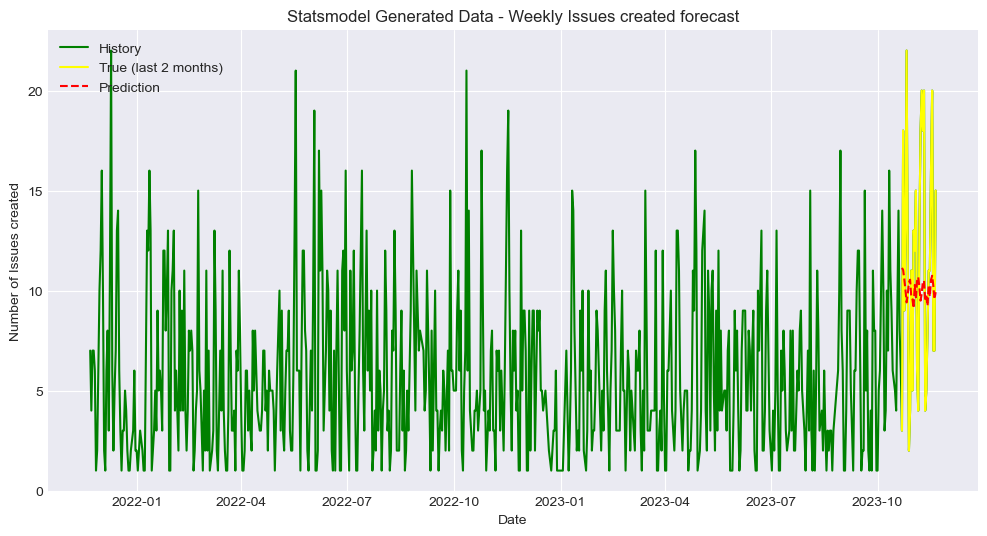 Statsmodel Generated Data - Weekly Issues created forecast
History
True (last 2 months)
Prediction
Number of Issues created
20
15
10
5
0
2022-01 2022-04 2022-07 2022-10 2023-01 2023-04 2023-07 2023-10
Date